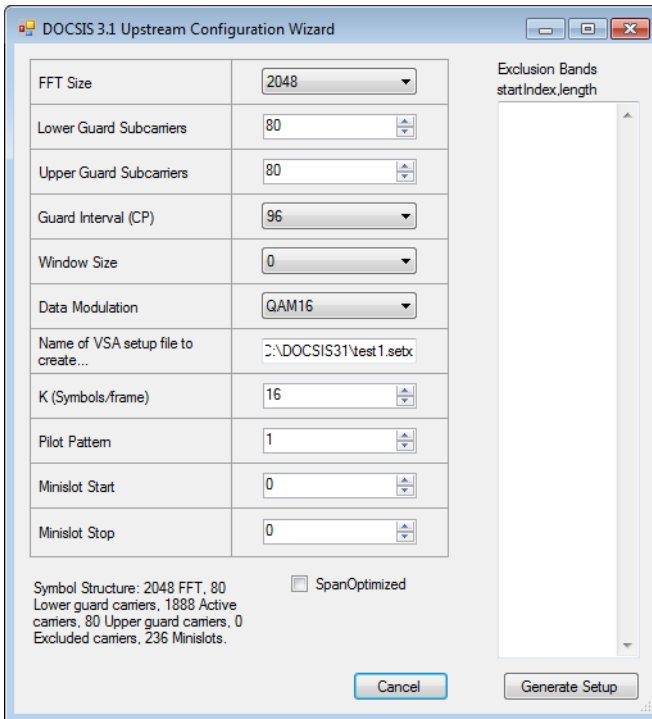 DOCSIS 3.1 Upstream Configuration Wizard
FFT Size
2048
Lower Guard Subcarriers
80
Upper Guard Subcarriers
80
Guard Interval (CP)
96
Window Size
0
Data Modulation
QAM16
Name of VSA setup file to
create...
:\DOCSIS31\test1.setx
K (Symbols/frame)
16
Pilot Pattern
1
Minislot Start
0
Minislot Stop
0
Symbol Structure: 2048 FFT, 80
Lower guard carriers, 1888 Active
carriers, 80 Upper guard carriers, 0
Excluded carriers, 236 Minislots.
SpanOptimized
Exclusion Bands
startIndex,length
Cancel
Generate Setup